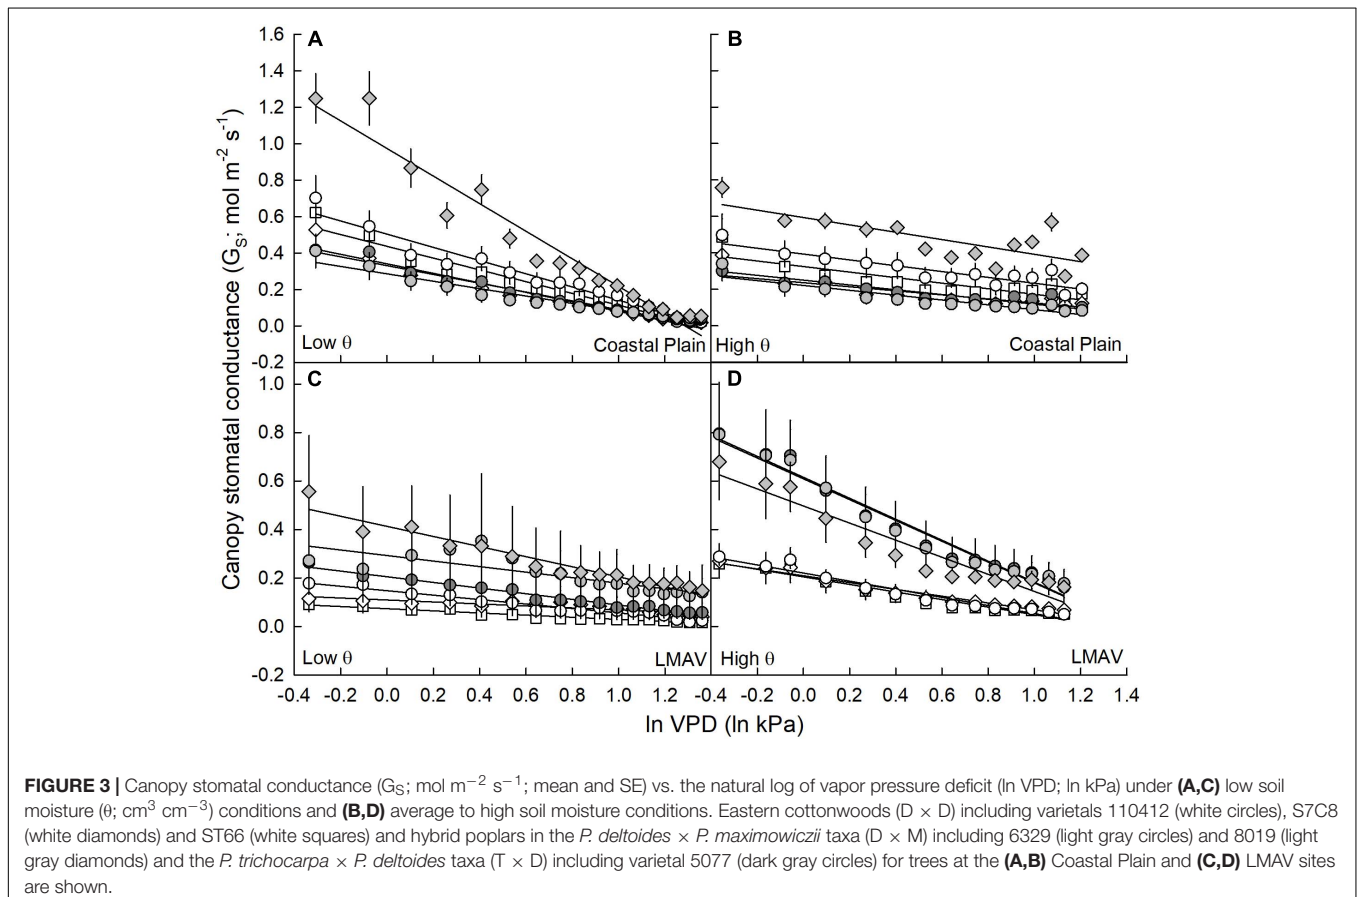 A
B
1.6
1.4
1.2
1.0
0.8
0.6
0.4
0.2
0.0
-0.2
Low θ
Coastal Plain
High θ
Coastal Plain
C
D
1.0
0.8
0.6
0.4
0.2
0.0
-0.2
Low θ
LMAV
High θ
LMAV
Canopy stomatal conductance (GS; mol m-2 s-1)
-0.4 -0.2 0.0 0.2 0.4 0.6 0.8 1.0 1.2 -0.4 -0.2 0.0 0.2 0.4 0.6 0.8 1.0 1.2 1.4
ln VPD (ln kPa)
FIGURE 3 | Canopy stomatal conductance (GS; mol m−2 s−1; mean and SE) vs. the natural log of vapor pressure deficit (ln VPD; ln kPa) under (A,C) low soil
moisture (θ; cm3 cm−3) conditions and (B,D) average to high soil moisture conditions. Eastern cottonwoods (D × D) including varietals 110412 (white circles), S7C8
(white diamonds) and ST66 (white squares) and hybrid poplars in the P. deltoides × P. maximowiczii taxa (D × M) including 6329 (light gray circles) and 8019 (light
gray diamonds) and the P. trichocarpa × P. deltoides taxa (T × D) including varietal 5077 (dark gray circles) for trees at the (A,B) Coastal Plain and (C,D) LMAV sites
are shown.